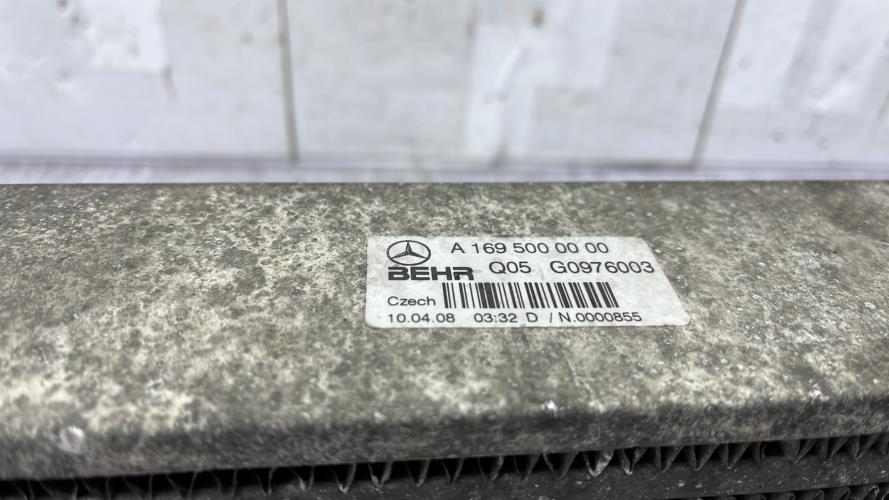 A 169 500 00 00
BEHR Q05 G0976003
Czech
10.04.08 03:32 D / N.0000855